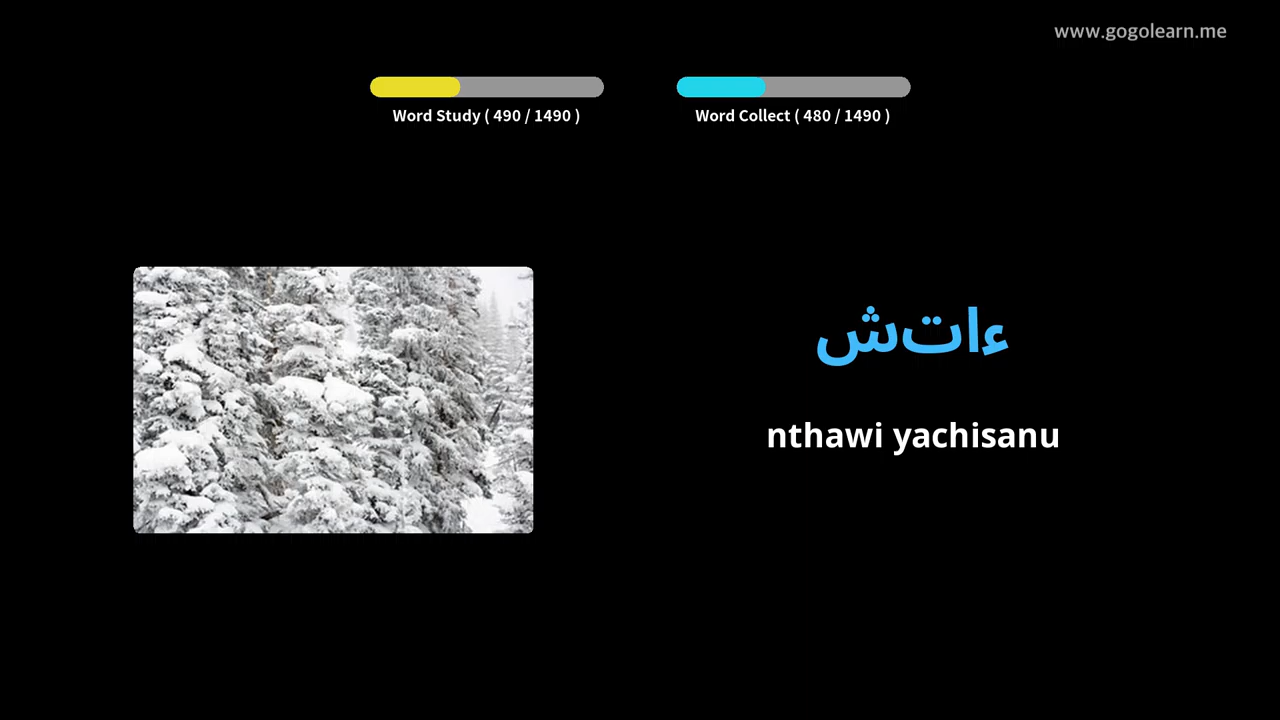 www.gogolearn.me
Word Study ( 490 / 1490 )
Word Collect ( 480 / 1490 )
ءاتش
nthawi yachisanu